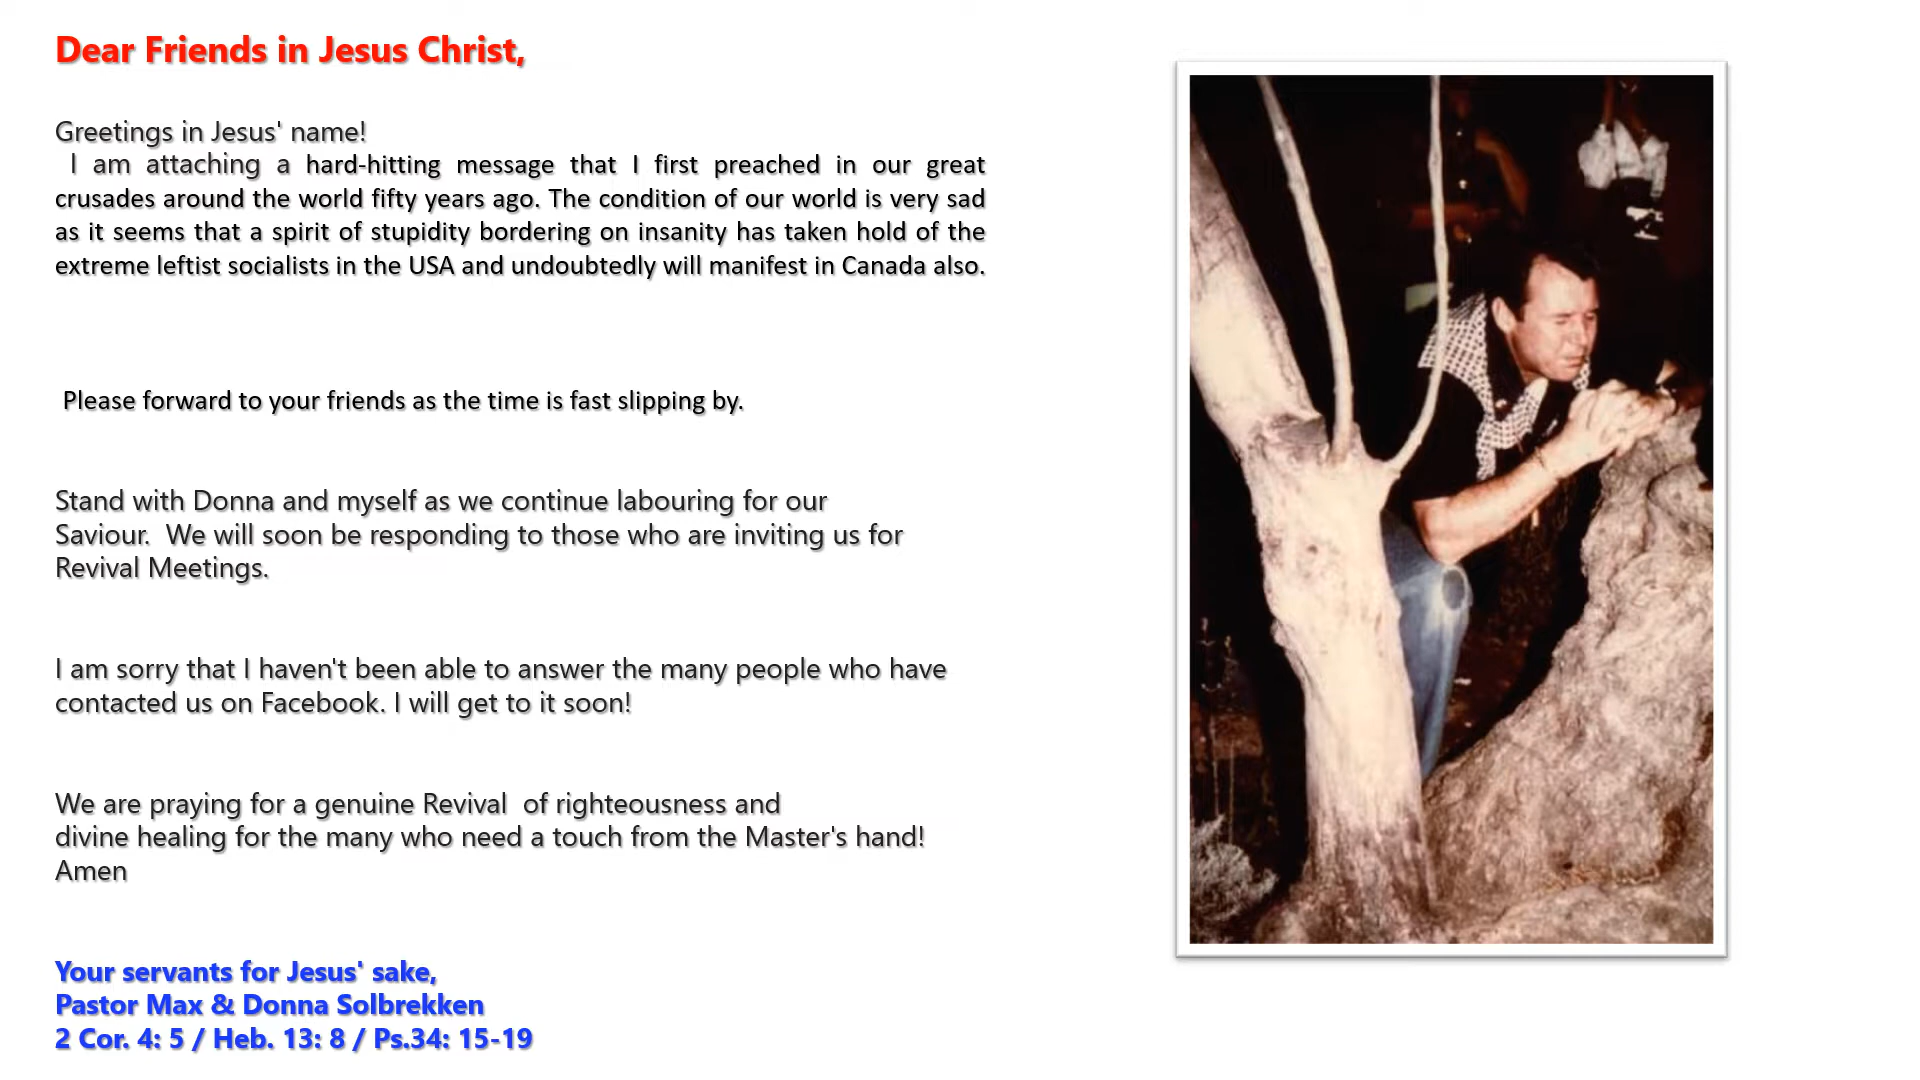 Dear Friends in Jesus Christ,
Greetings in Jesus' name!
I am attaching a hard-hitting message that I first preached in our great
crusades around the world fifty years ago. The condition of our world is very sad
as it seems that a spirit of stupidity bordering on insanity has taken hold of the
extreme leftist socialists in the USA and undoubtedly will manifest in Canada also.
Please forward to your friends as the time is fast slipping by.
Stand with Donna and myself as we continue labouring for our
Saviour.  We will soon be responding to those who are inviting us for
Revival Meetings.
I am sorry that I haven't been able to answer the many people who have
contacted us on Facebook. I will get to it soon!
We are praying for a genuine Revival  of righteousness and
divine healing for the many who need a touch from the Master's hand!
Amen
Your servants for Jesus' sake,
Pastor Max & Donna Solbrekken
2 Cor. 4: 5 / Heb. 13: 8 / Ps.34: 15-19